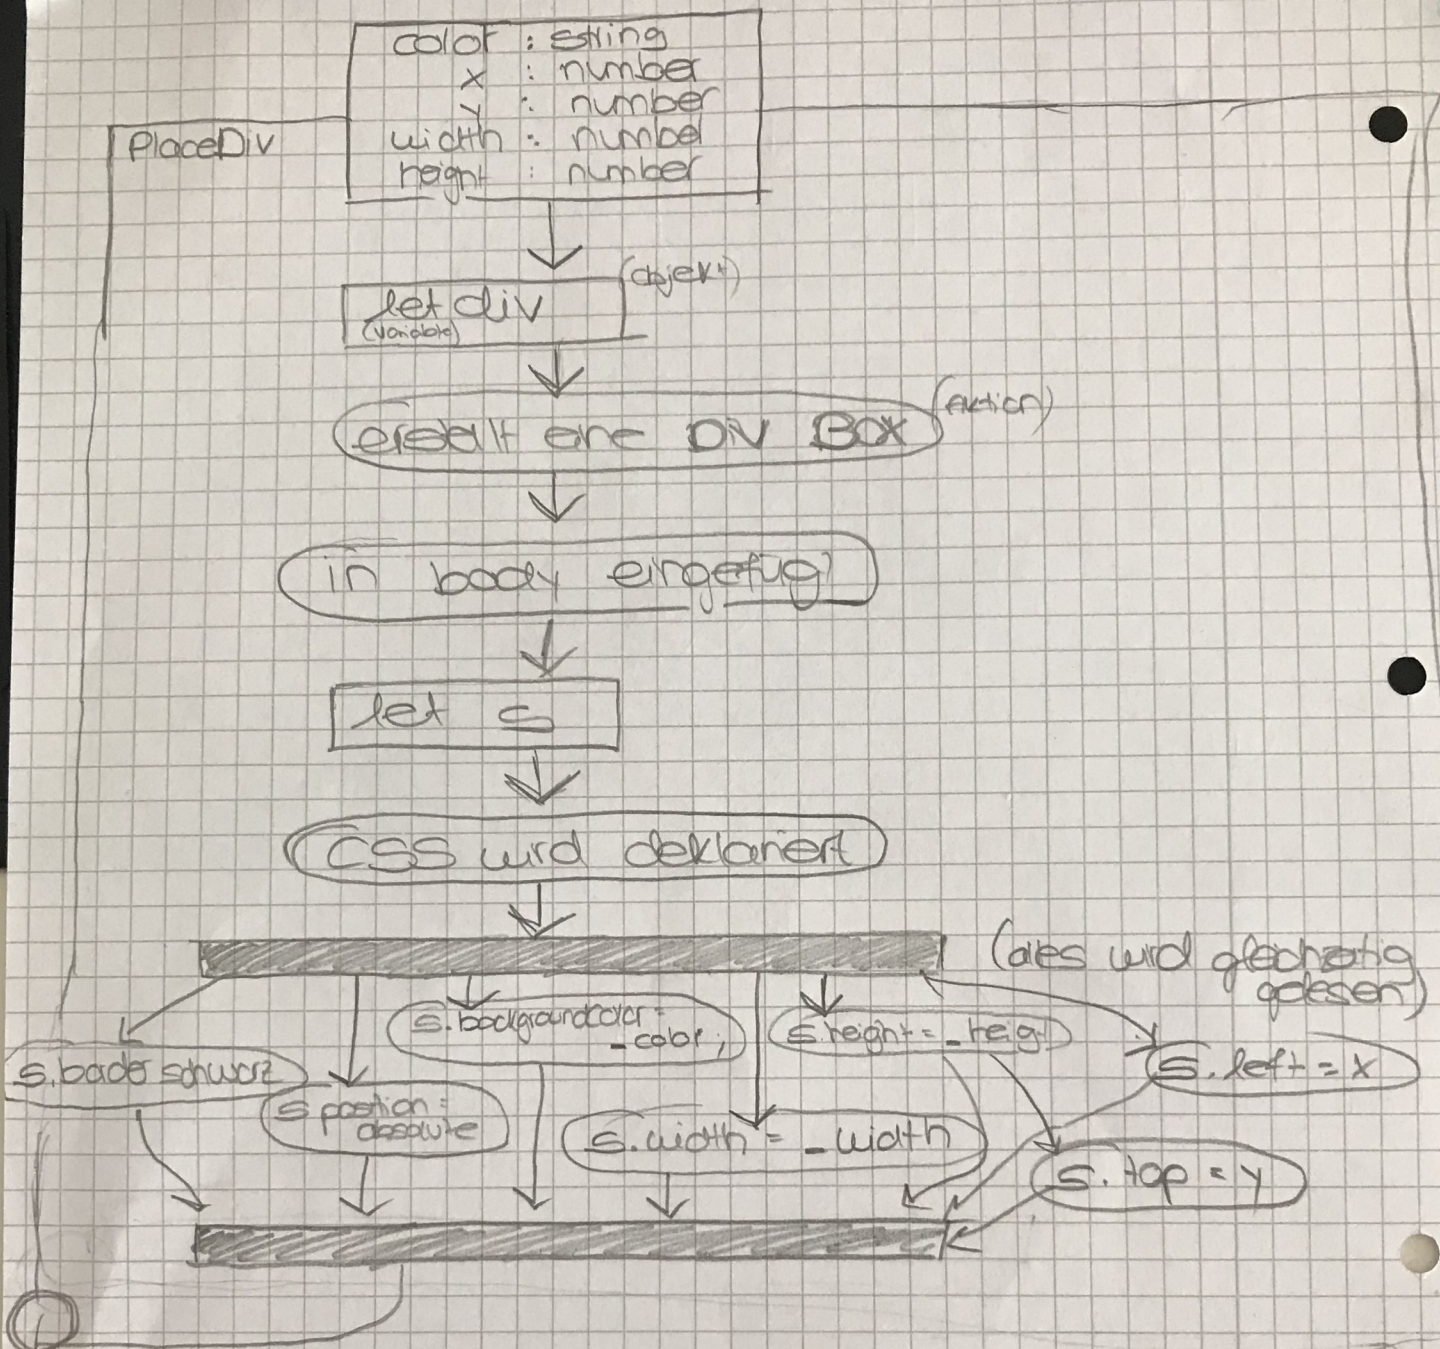 color : string
x : number
y : number
width : number
height : number
PlaceDiv
(Objekt)
let div
(Variable)
erstellt eine DIV BOX
(Aktion)
in body eingefügt
let s
CSS wird deklariert
(alles wird gleichzeitig
gelesen)
s.backgroundcolor =
_color;
s.height = _heigt
s.left = x
s.border schwarz
s.position =
absolute
s.width = _width
s.top = y